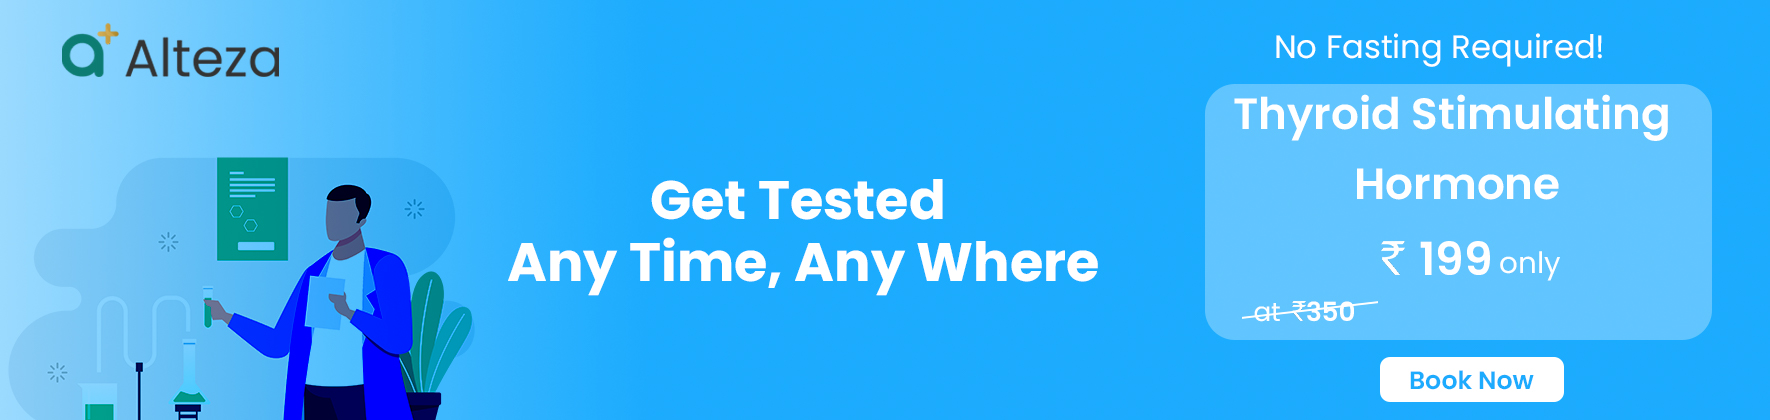 a+ Alteza
Get Tested
Any Time, Any Where
No Fasting Required!
Thyroid Stimulating
Hormone
₹ 199 only
at ₹350
Book Now